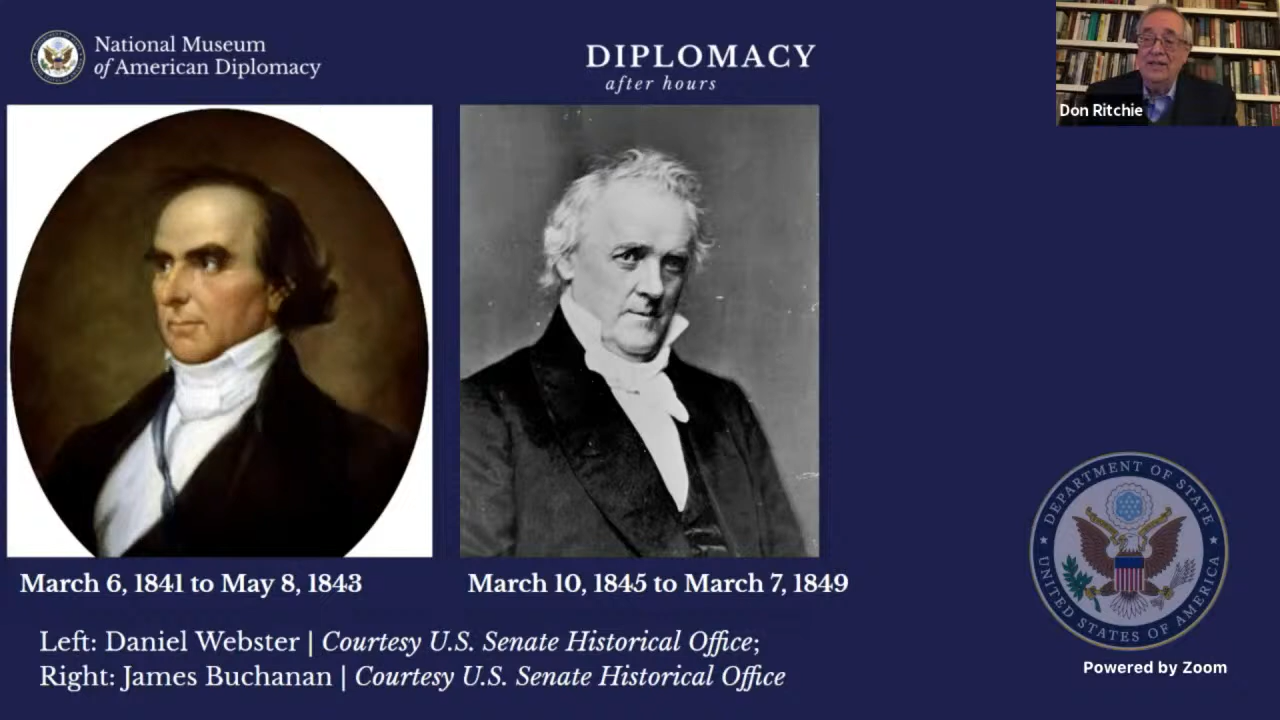 National Museum
of American Diplomacy
DIPLOMACY
after hours
Don Ritchie
March 6, 1841 to May 8, 1843
March 10, 1845 to March 7, 1849
Left: Daniel Webster | Courtesy U.S. Senate Historical Office;
Right: James Buchanan | Courtesy U.S. Senate Historical Office
DEPARTMENT OF STATE
UNITED STATES OF AMERICA
Powered by Zoom